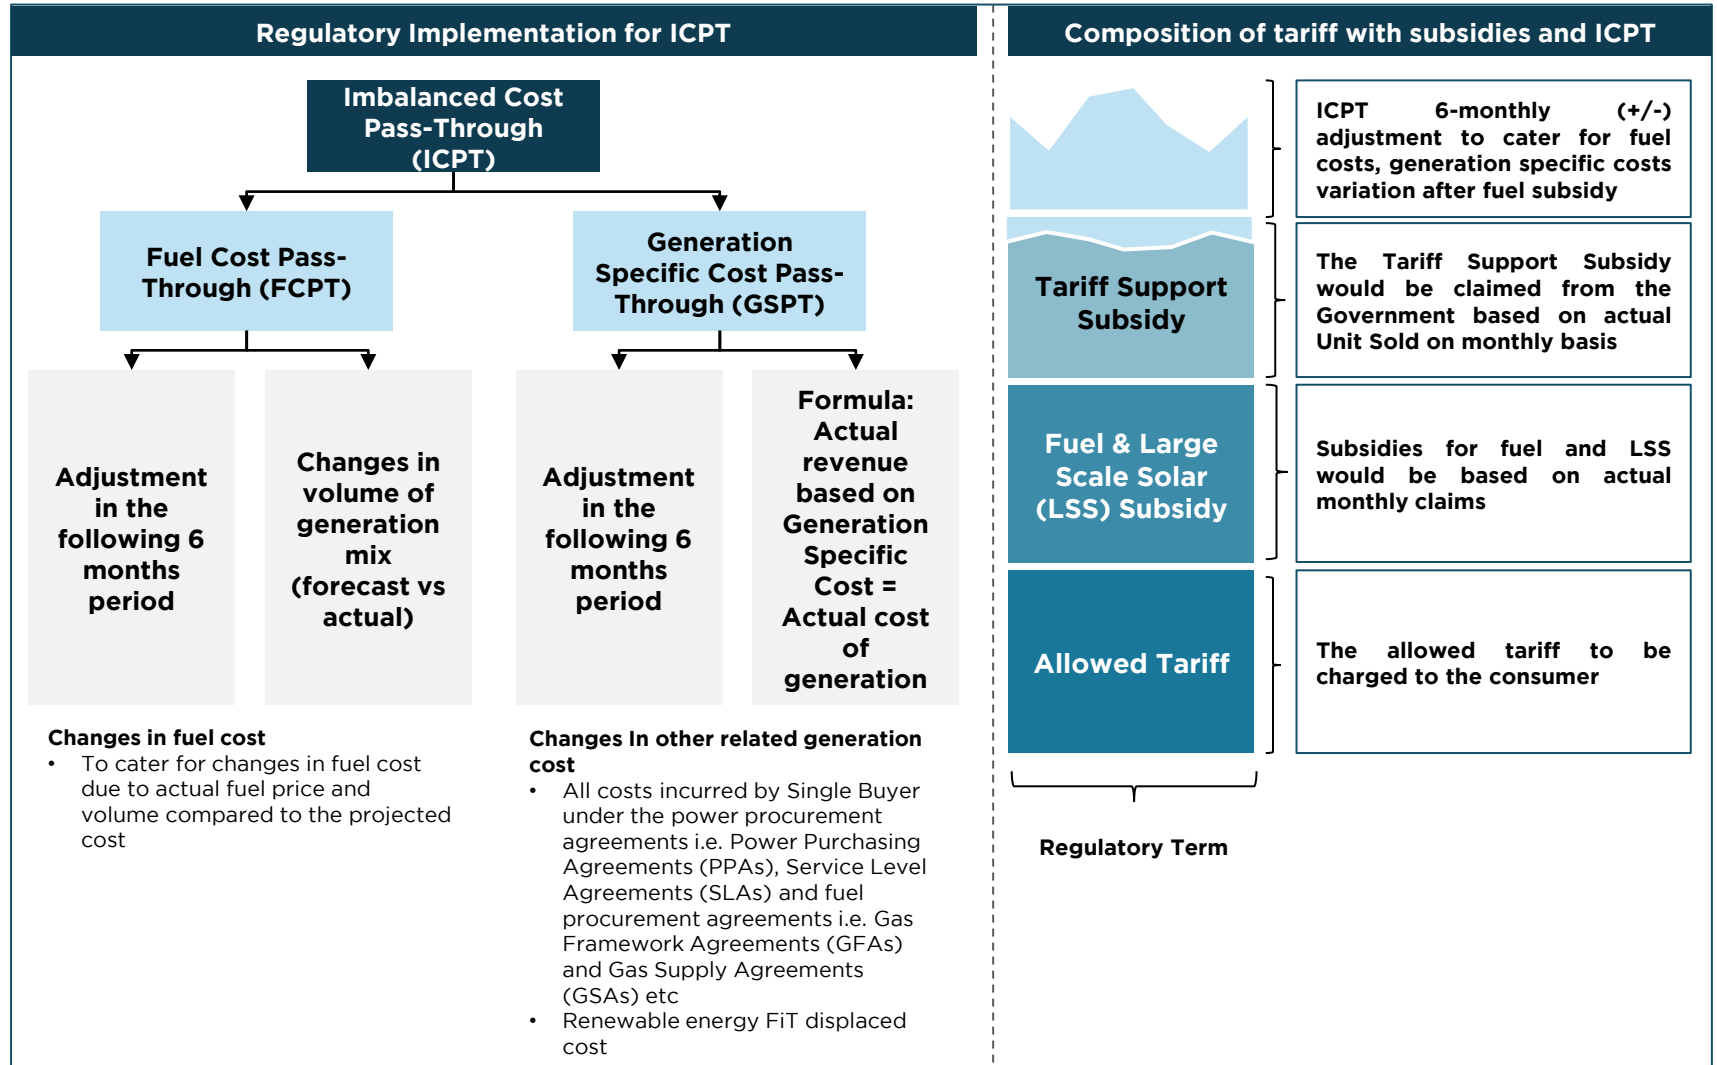 Regulatory Implementation for ICPT
Imbalanced Cost
Pass-Through
(ICPT)
Fuel Cost Pass-
Through (FCPT)
Generation
Specific Cost Pass-
Through (GSPT)
Adjustment
in the
following 6
months
period
Changes in
volume of
generation
mix
(forecast vs
actual)
Adjustment
in the
following 6
months
period
Formula:
Actual
revenue
based on
Generation
Specific
Cost =
Actual cost
of
generation
Changes in fuel cost
• To cater for changes in fuel cost
due to actual fuel price and
volume compared to the projected
cost
Changes In other related generation
cost
• All costs incurred by Single Buyer
under the power procurement
agreements i.e. Power Purchasing
Agreements (PPAs), Service Level
Agreements (SLAs) and fuel
procurement agreements i.e. Gas
Framework Agreements (GFAs)
and Gas Supply Agreements
(GSAs) etc
• Renewable energy FiT displaced
cost
Composition of tariff with subsidies and ICPT
ICPT 6-monthly (+/-)
adjustment to cater for fuel
costs, generation specific costs
variation after fuel subsidy
Tariff Support
Subsidy
The Tariff Support Subsidy
would be claimed from the
Government based on actual
Unit Sold on monthly basis
Fuel & Large
Scale Solar
(LSS) Subsidy
Subsidies for fuel and LSS
would be based on actual
monthly claims
Allowed Tariff
The allowed tariff to be
charged to the consumer
Regulatory Term